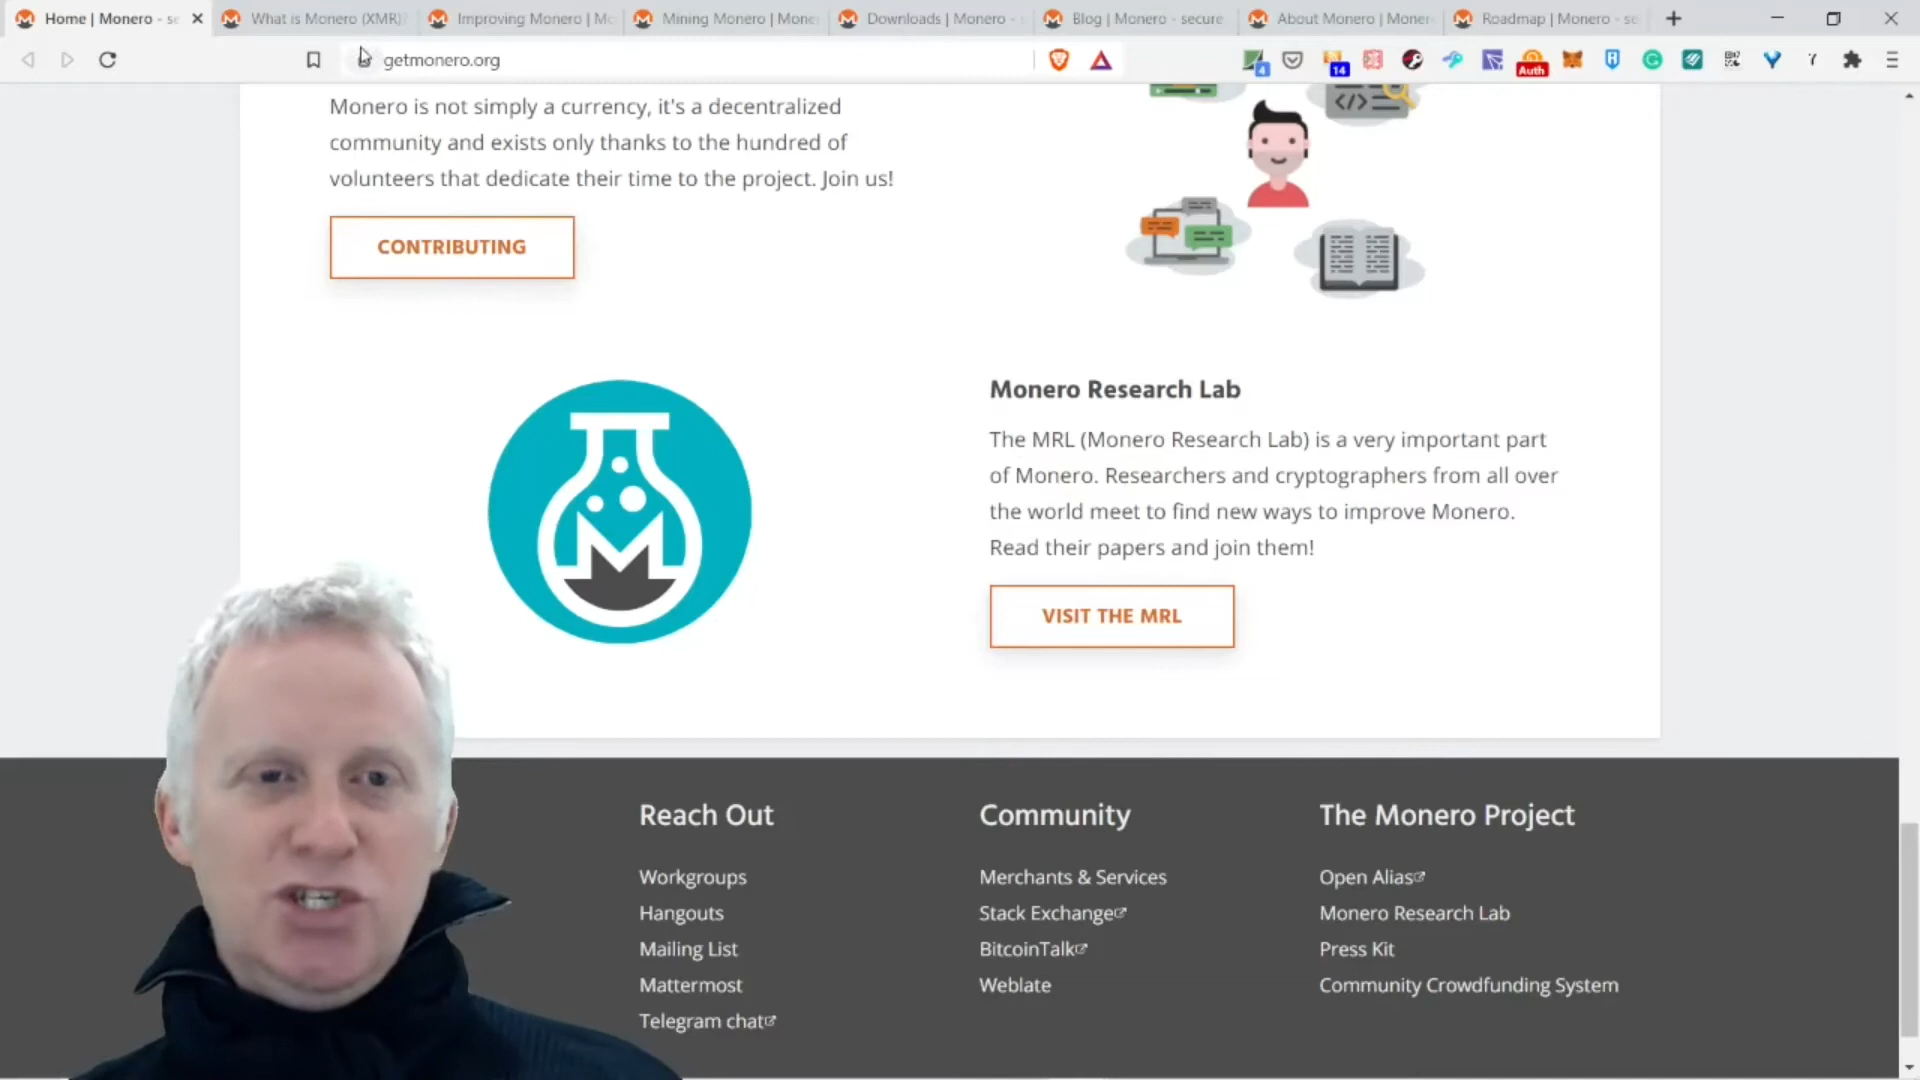 Home | Monero - se
What is Monero (XMR)?
Improving Monero | Mo
Mining Monero | Mone
Downloads | Monero - s
Blog | Monero - secure
About Monero | Moner
Roadmap | Monero - se
getmonero.org
4
14
Auth
Monero is not simply a currency, it's a decentralized
community and exists only thanks to the hundred of
volunteers that dedicate their time to the project. Join us!
CONTRIBUTING
</>
Monero Research Lab
The MRL (Monero Research Lab) is a very important part
of Monero. Researchers and cryptographers from all over
the world meet to find new ways to improve Monero.
Read their papers and join them!
VISIT THE MRL
Reach Out
Workgroups
Hangouts
Mailing List
Mattermost
Telegram chat
Community
Merchants & Services
Stack Exchange
BitcoinTalk
Weblate
The Monero Project
Open Alias
Monero Research Lab
Press Kit
Community Crowdfunding System